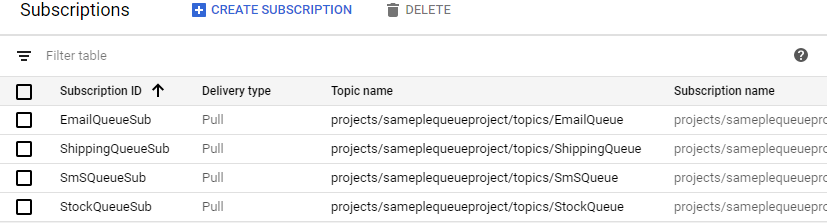 Subscriptions CREATE SUBSCRIPTION DELETE
Filter table
Subscription ID Delivery type Topic name Subscription name
EmailQueueSub Pull projects/sameplequeueproject/topics/EmailQueue projects/sameplequeuepro
ShippingQueueSub Pull projects/sameplequeueproject/topics/ShippingQueue projects/sameplequeuepro
SmSQueueSub Pull projects/sameplequeueproject/topics/SmSQueue projects/sameplequeuepro
StockQueueSub Pull projects/sameplequeueproject/topics/StockQueue projects/sameplequeuepro